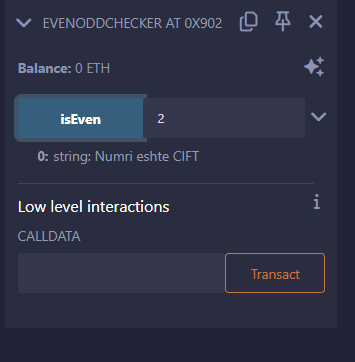 EVENODDCHECKER AT 0X902
Balance: 0 ETH
isEven 2
0: string: Numri eshte CIFT
Low level interactions
CALLDATA
Transact